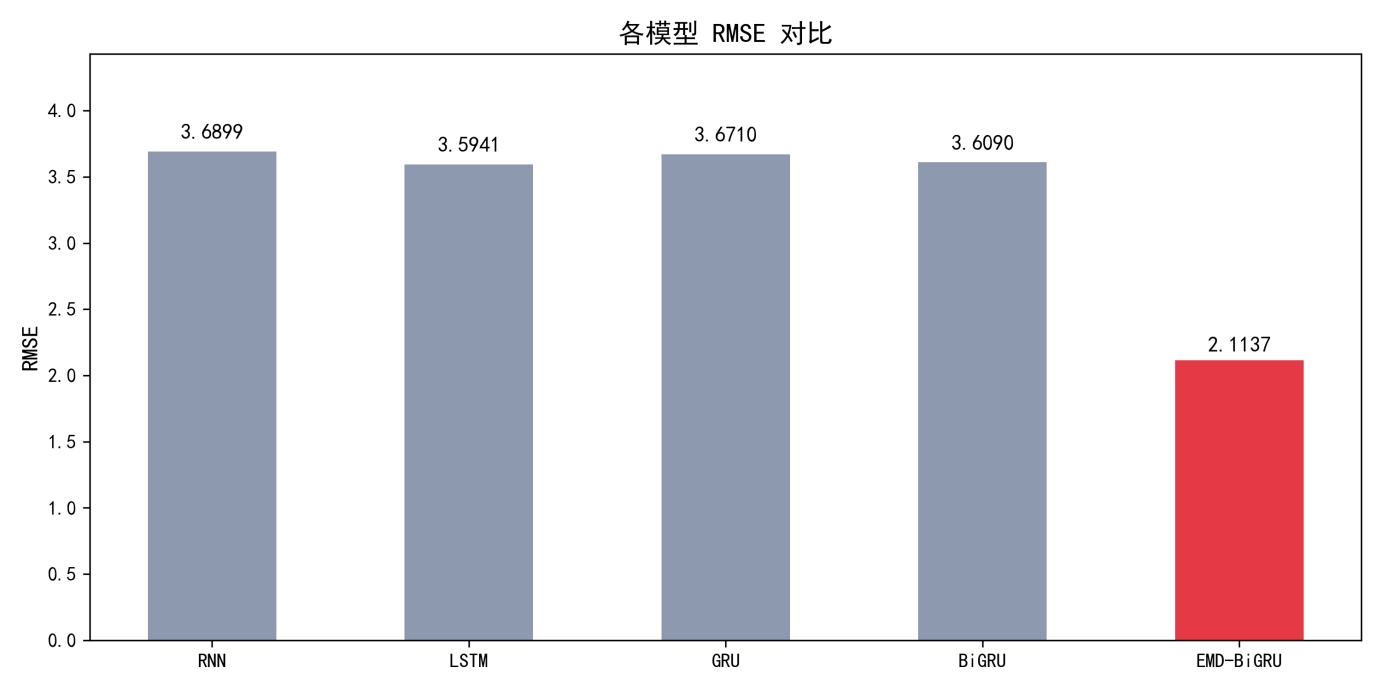 各模型 RMSE 对比
RMSE
4.0
3.5
3.0
2.5
2.0
1.5
1.0
0.5
0.0
3.6899
3.5941
3.6710
3.6090
2.1137
RNN
LSTM
GRU
BiGRU
EMD-BiGRU